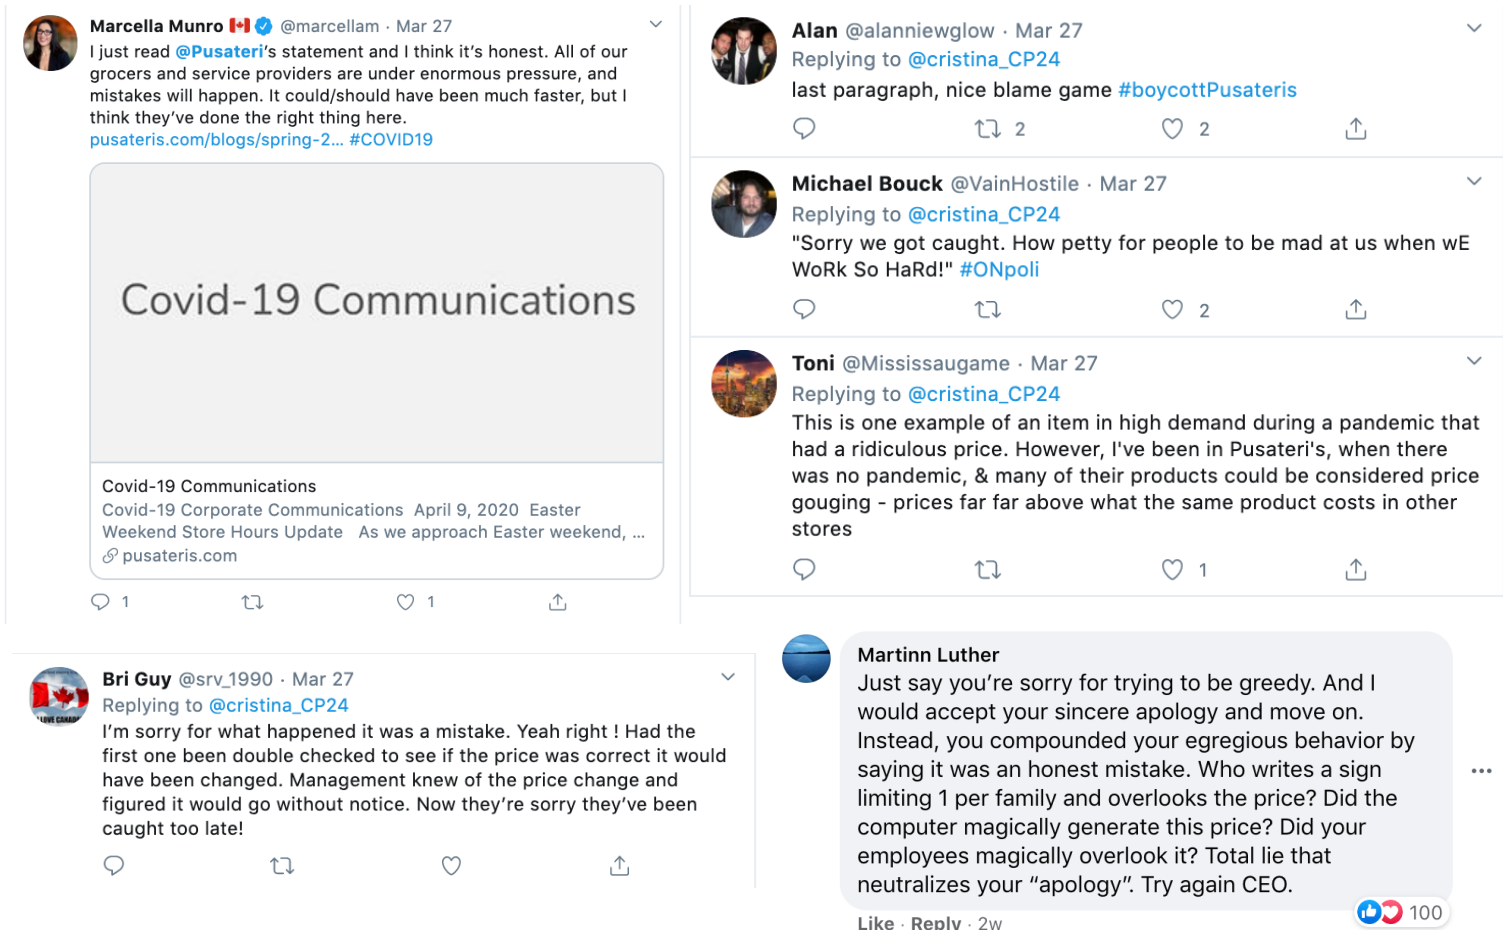 Marcella Munro 🇨🇦 @marcellam · Mar 27
I just read @Pusateri's statement and I think it's honest. All of our
grocers and service providers are under enormous pressure, and
mistakes will happen. It could/should have been much faster, but I
think they've done the right thing here.
pusateris.com/blogs/spring-2... #COVID19
Covid-19 Communications
Covid-19 Communications
Covid-19 Corporate Communications April 9, 2020 Easter
Weekend Store Hours Update As we approach Easter weekend, ...
pusateris.com
1 1
Alan @alanniewglow · Mar 27
Replying to @cristina_CP24
last paragraph, nice blame game #boycottPusateris
2 2
Michael Bouck @VainHostile · Mar 27
Replying to @cristina_CP24
"Sorry we got caught. How petty for people to be mad at us when wE
WoRk So HaRd!" #ONpoli
2
Toni @Mississaugame · Mar 27
Replying to @cristina_CP24
This is one example of an item in high demand during a pandemic that
had a ridiculous price. However, I've been in Pusateri's, when there
was no pandemic, & many of their products could be considered price
gouging - prices far far above what the same product costs in other
stores
1
Bri Guy @srv_1990 · Mar 27
Replying to @cristina_CP24
I'm sorry for what happened it was a mistake. Yeah right ! Had the
first one been double checked to see if the price was correct it would
have been changed. Management knew of the price change and
figured it would go without notice. Now they're sorry they've been
caught too late!
I LOVE CANADA
Martinn Luther
Just say you're sorry for trying to be greedy. And I
would accept your sincere apology and move on.
Instead, you compounded your egregious behavior by
saying it was an honest mistake. Who writes a sign
limiting 1 per family and overlooks the price? Did the
computer magically generate this price? Did your
employees magically overlook it? Total lie that
neutralizes your "apology". Try again CEO.
100
Like · Reply · 2w